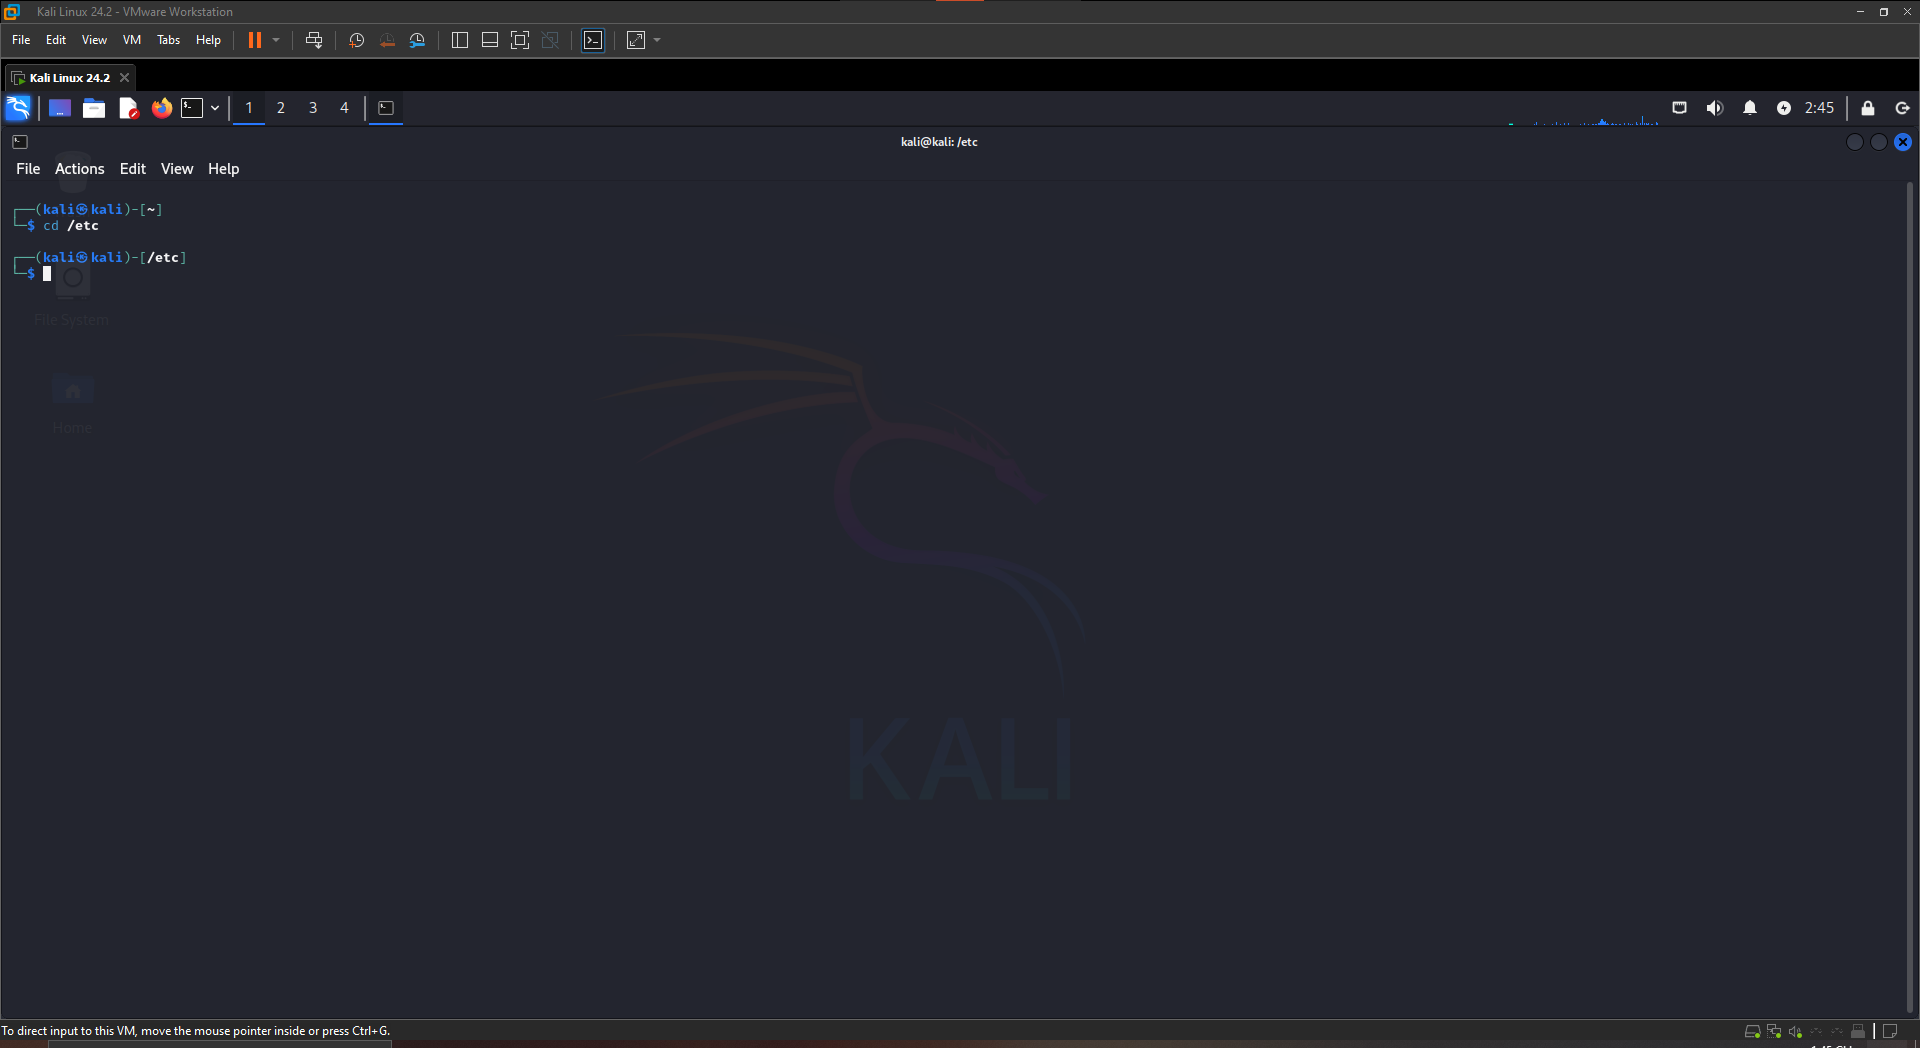 Kali Linux 24.2 - VMware Workstation
File Edit View VM Tabs Help
Kali Linux 24.2
1 2 3 4 2:45
kali@kali: /etc
File Actions Edit View Help
┌──(kali㉿kali)-[~]
└─$ cd /etc
┌──(kali㉿kali)-[/etc]
└─$
File System
Home
KALI
To direct input to this VM, move the mouse pointer inside or press Ctrl+G.